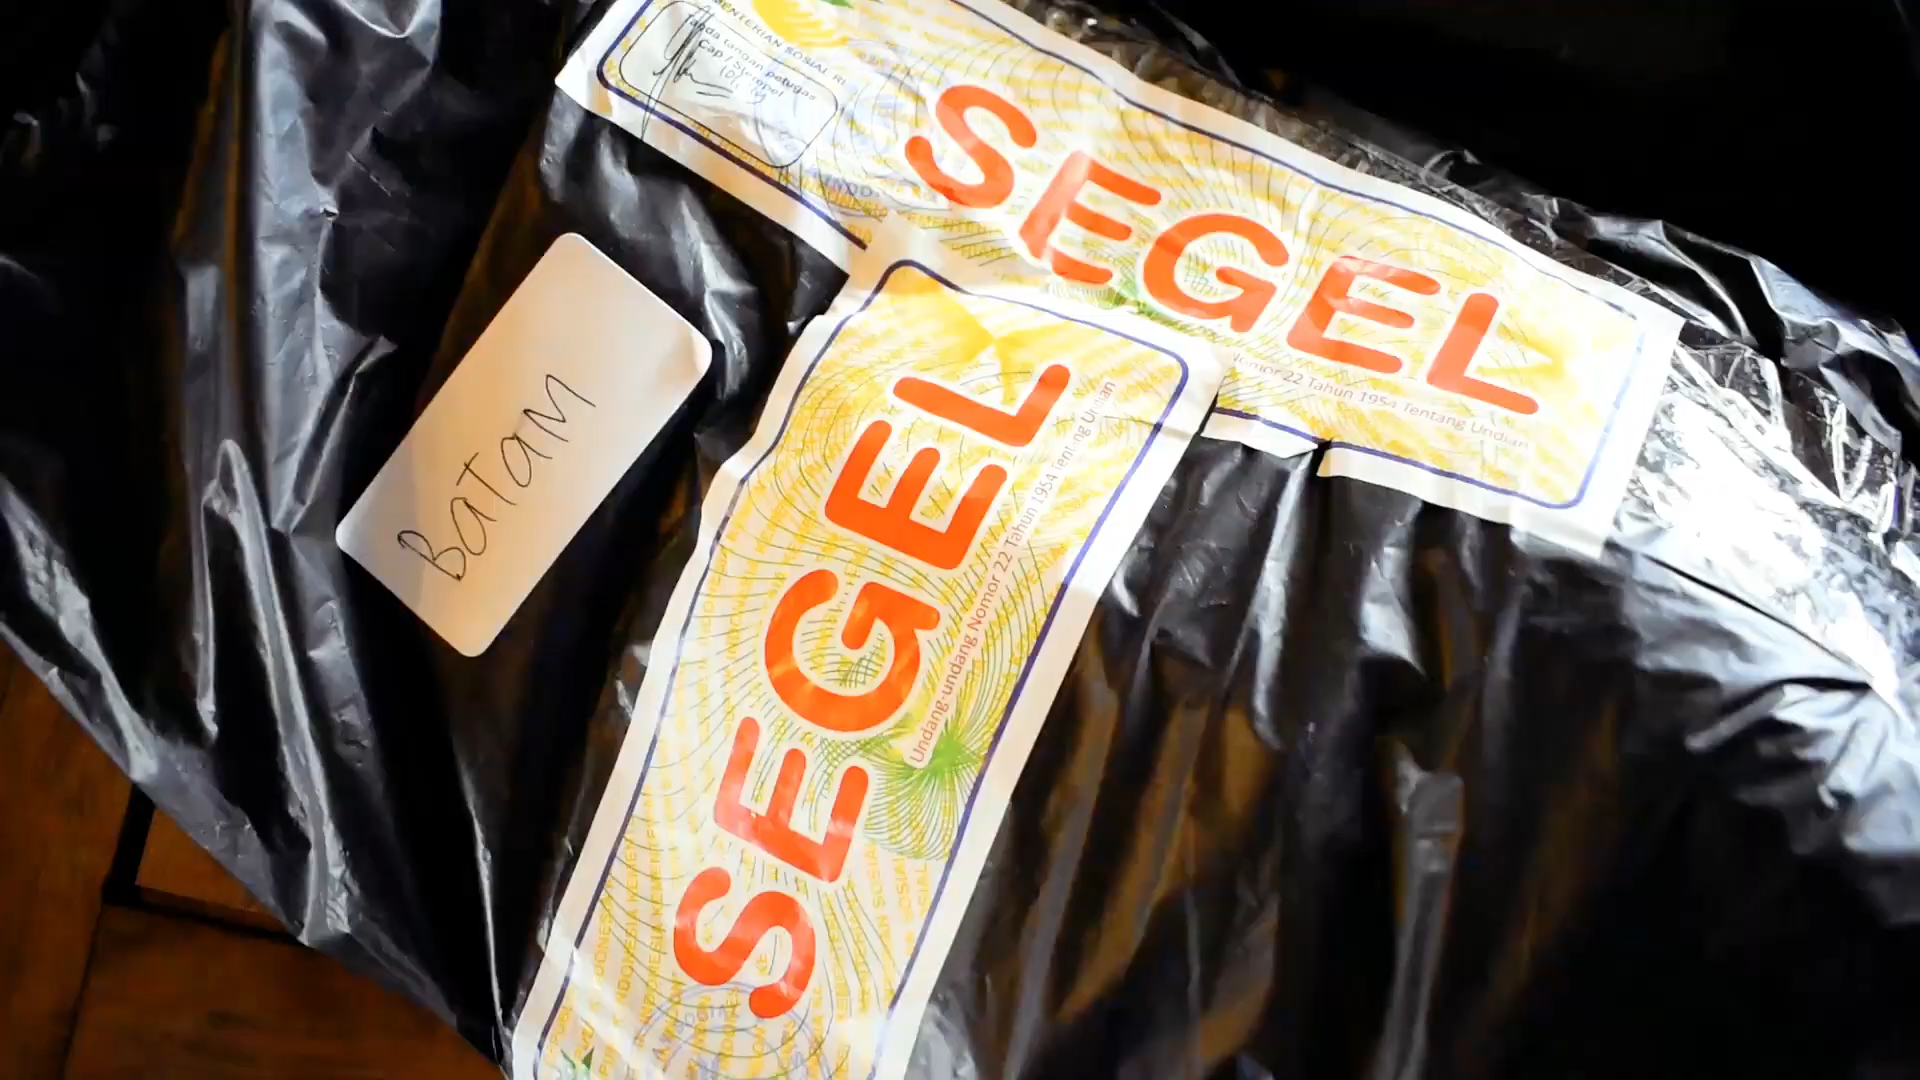 KEMENTERIAN SOSIAL RI
Tanda tangan petugas
Cap / Stempel
SEGEL
Nomor 22 Tahun 1954 Tentang Undian
BaTaM
SEGEL
Undang-undang Nomor 22 Tahun 1954 Tentang Undian